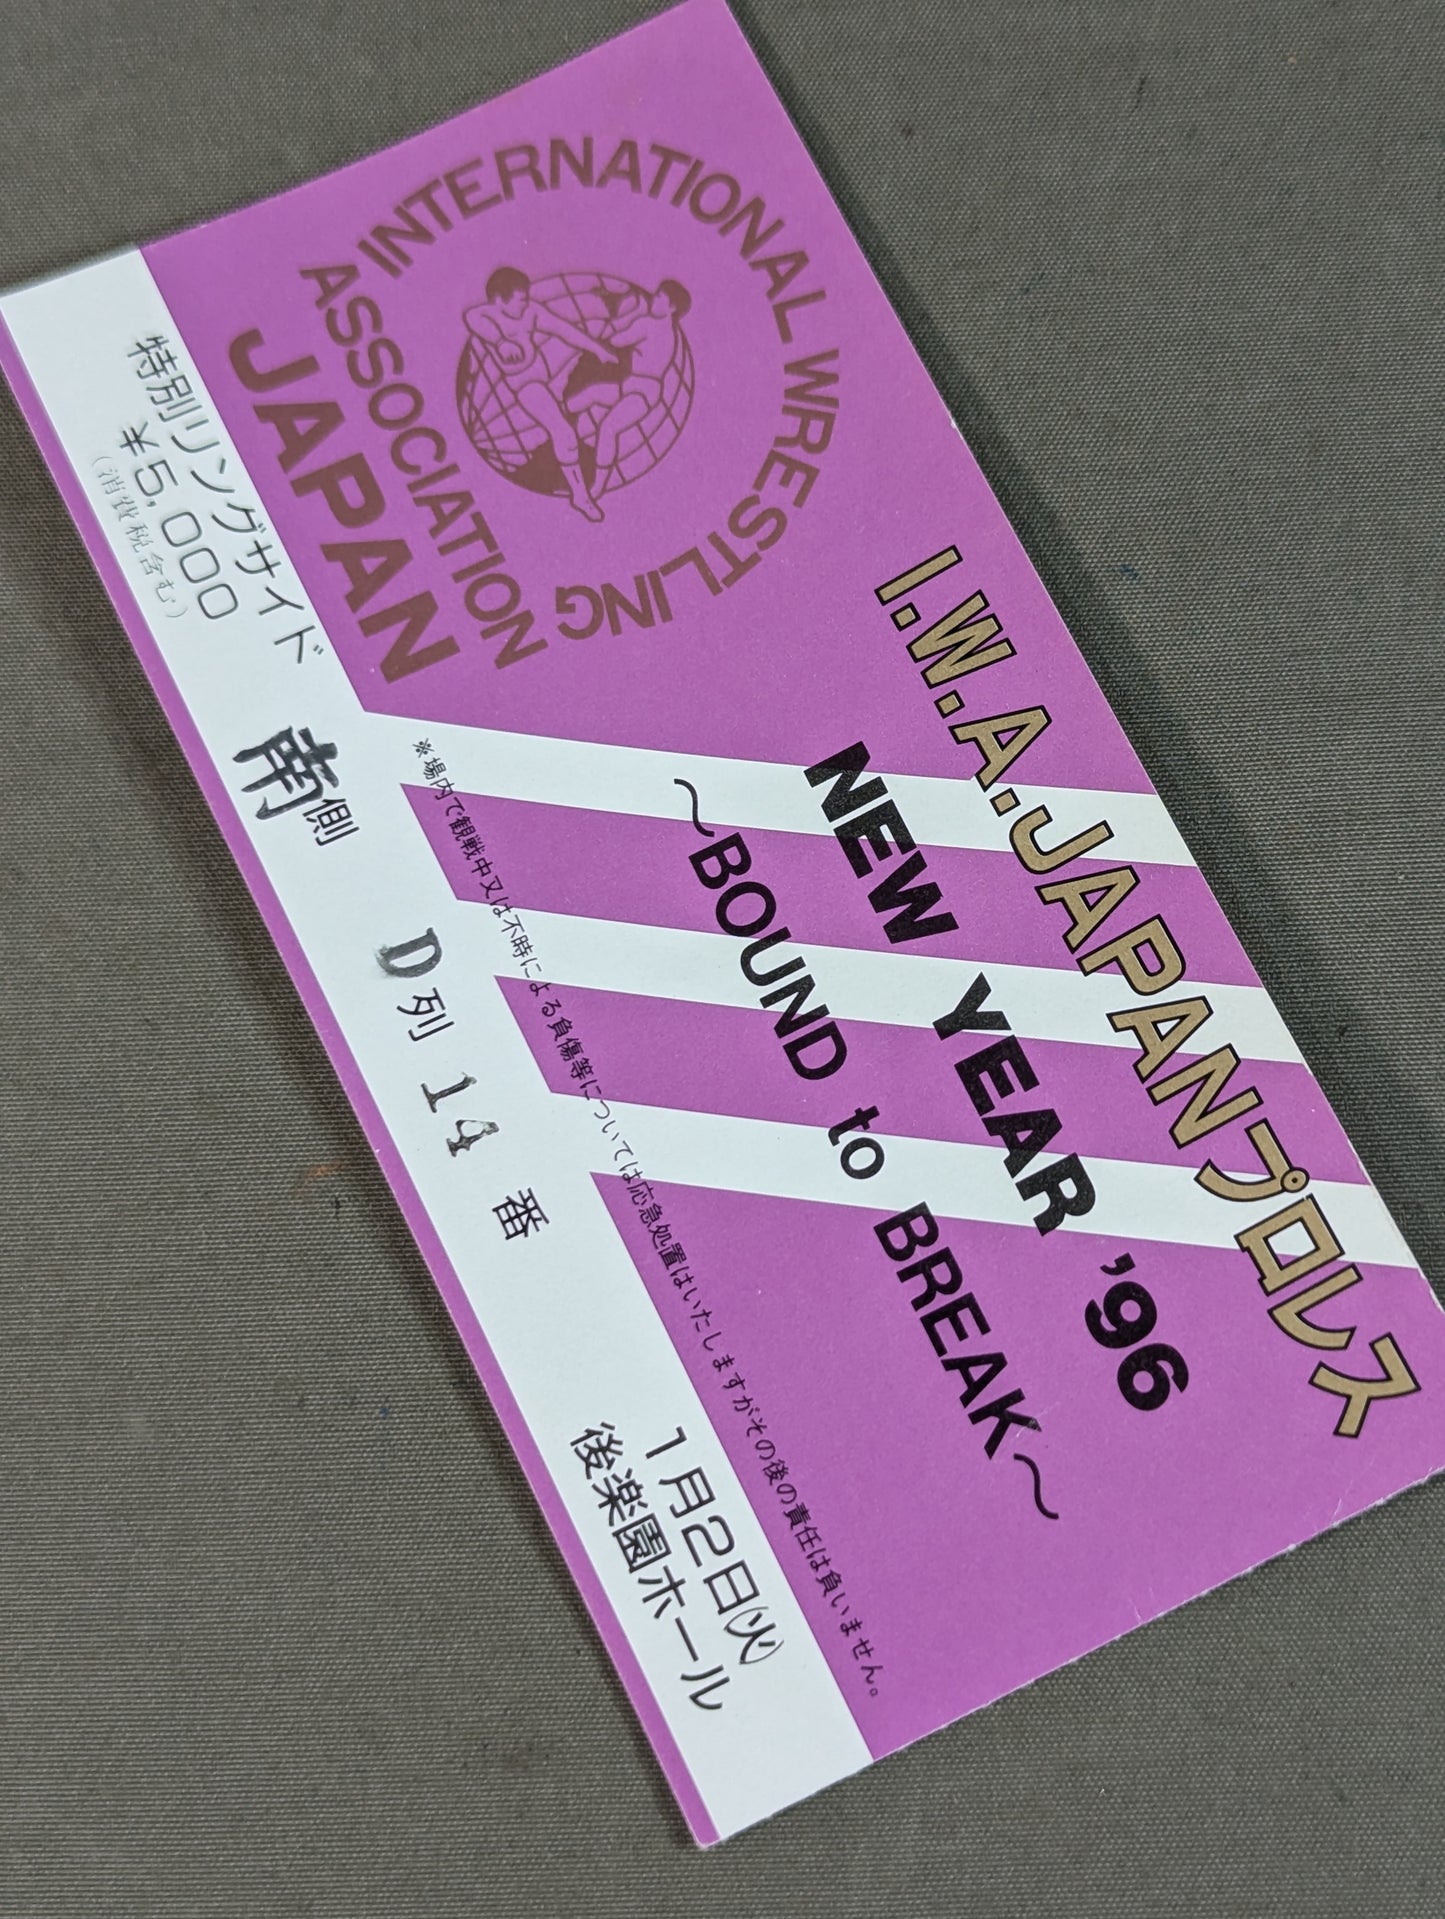 INTERNATIONAL WRESTLING
ASSOCIATION
JAPAN
I.W.A.JAPANプロレス
NEW YEAR '96
～BOUND to BREAK～
※場内で観戦中又は不時による負傷等については応急処置はいたしますがその後の責任は負いません。
特別リングサイド
¥5,000
(消費税含む)
南側 D列 14 番
1月2日(火)
後楽園ホール